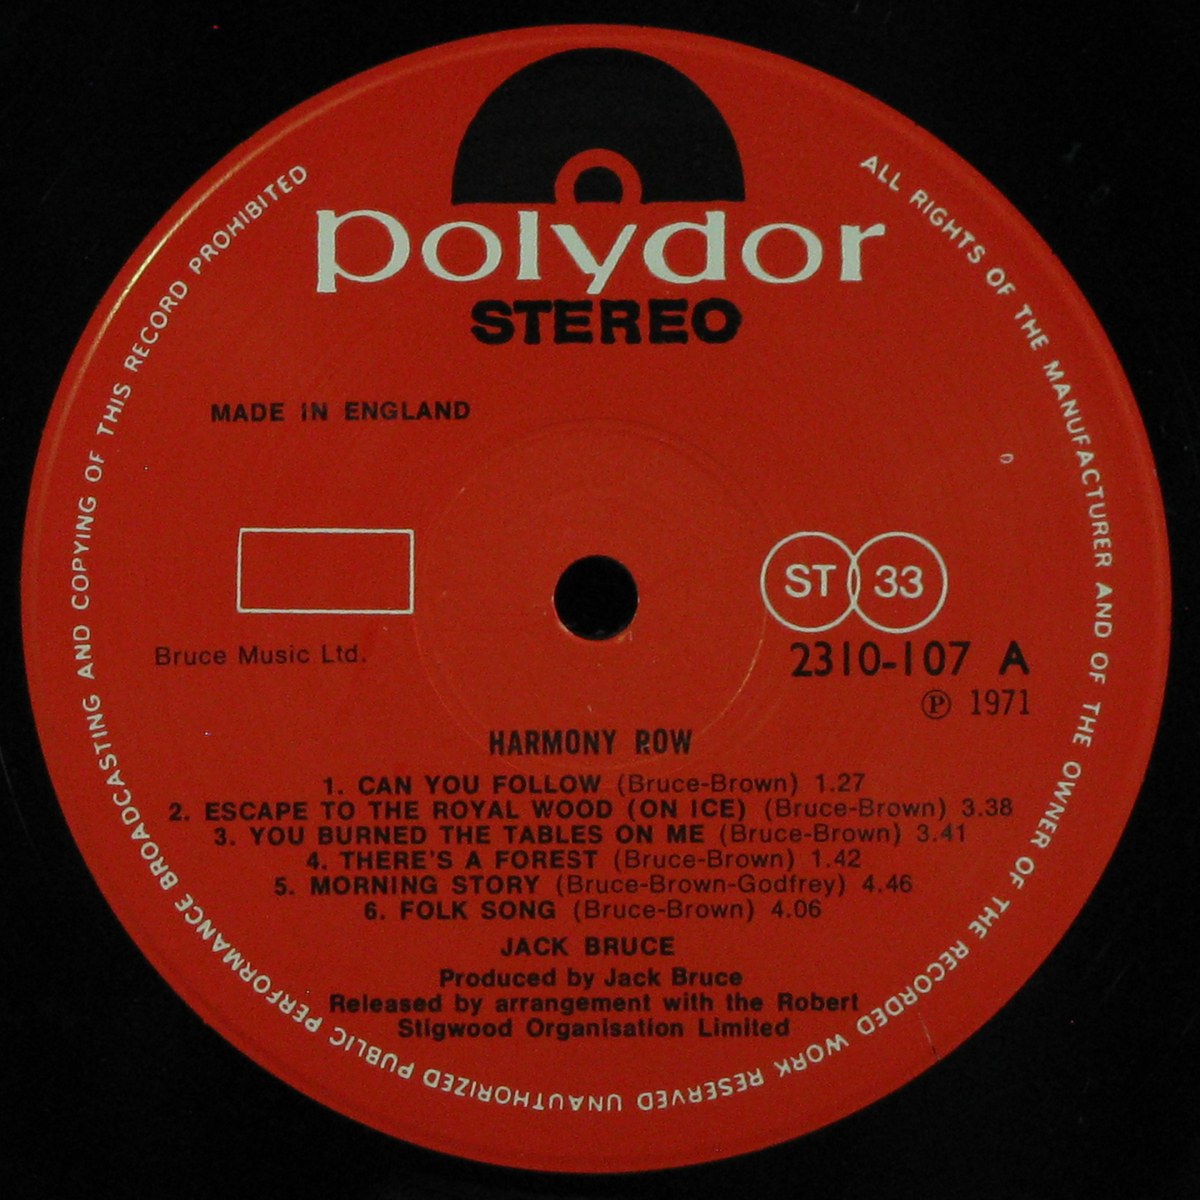 polydor
STEREO
MADE IN ENGLAND
ST 33
Bruce Music Ltd.
2310-107 A
℗ 1971
HARMONY ROW
1. CAN YOU FOLLOW (Bruce-Brown) 1.27
2. ESCAPE TO THE ROYAL WOOD (ON ICE) (Bruce-Brown) 3.38
3. YOU BURNED THE TABLES ON ME (Bruce-Brown) 3.41
4. THERE'S A FOREST (Bruce-Brown) 1.42
5. MORNING STORY (Bruce-Brown-Godfrey) 4.46
6. FOLK SONG (Bruce-Brown) 4.06
JACK BRUCE
Produced by Jack Bruce
Released by arrangement with the Robert
Stigwood Organisation Limited
ALL RIGHTS OF THE MANUFACTURER AND OF THE OWNER OF THE RECORDED WORK RESERVED UNAUTHORIZED PUBLIC PERFORMANCE BROADCASTING AND COPYING OF THIS RECORD PROHIBITED